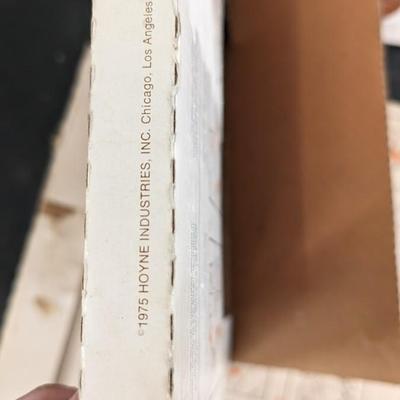 ©1975 HOYNE INDUSTRIES, INC. Chicago, Los Angeles